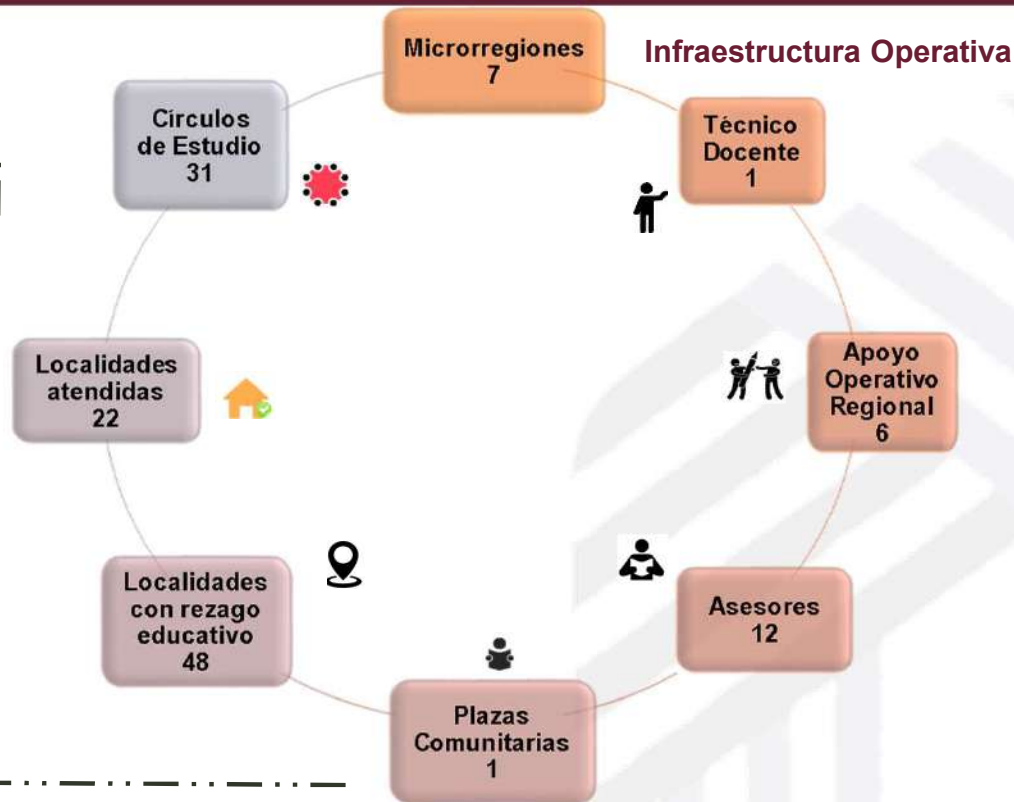 Infraestructura Operativa
Microrregiones
7
Técnico
Docente
1
Apoyo
Operativo
Regional
6
Asesores
12
Plazas
Comunitarias
1
Localidades
con rezago
educativo
48
Localidades
atendidas
22
Círculos
de Estudio
31